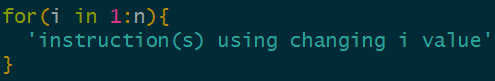 for(i in 1:n){
  'instruction(s) using changing i value'
}